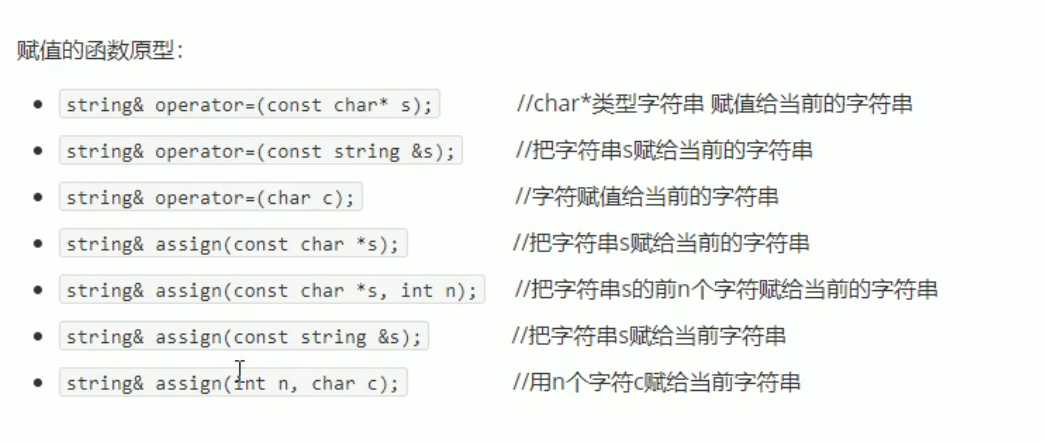 赋值的函数原型：
string& operator=(const char* s); //char*类型字符串 赋值给当前的字符串
string& operator=(const string &s); //把字符串s赋给当前的字符串
string& operator=(char c); //字符赋值给当前的字符串
string& assign(const char *s); //把字符串s赋给当前的字符串
string& assign(const char *s, int n); //把字符串s的前n个字符赋给当前的字符串
string& assign(const string &s); //把字符串s赋给当前字符串
string& assign(int n, char c); //用n个字符c赋给当前字符串